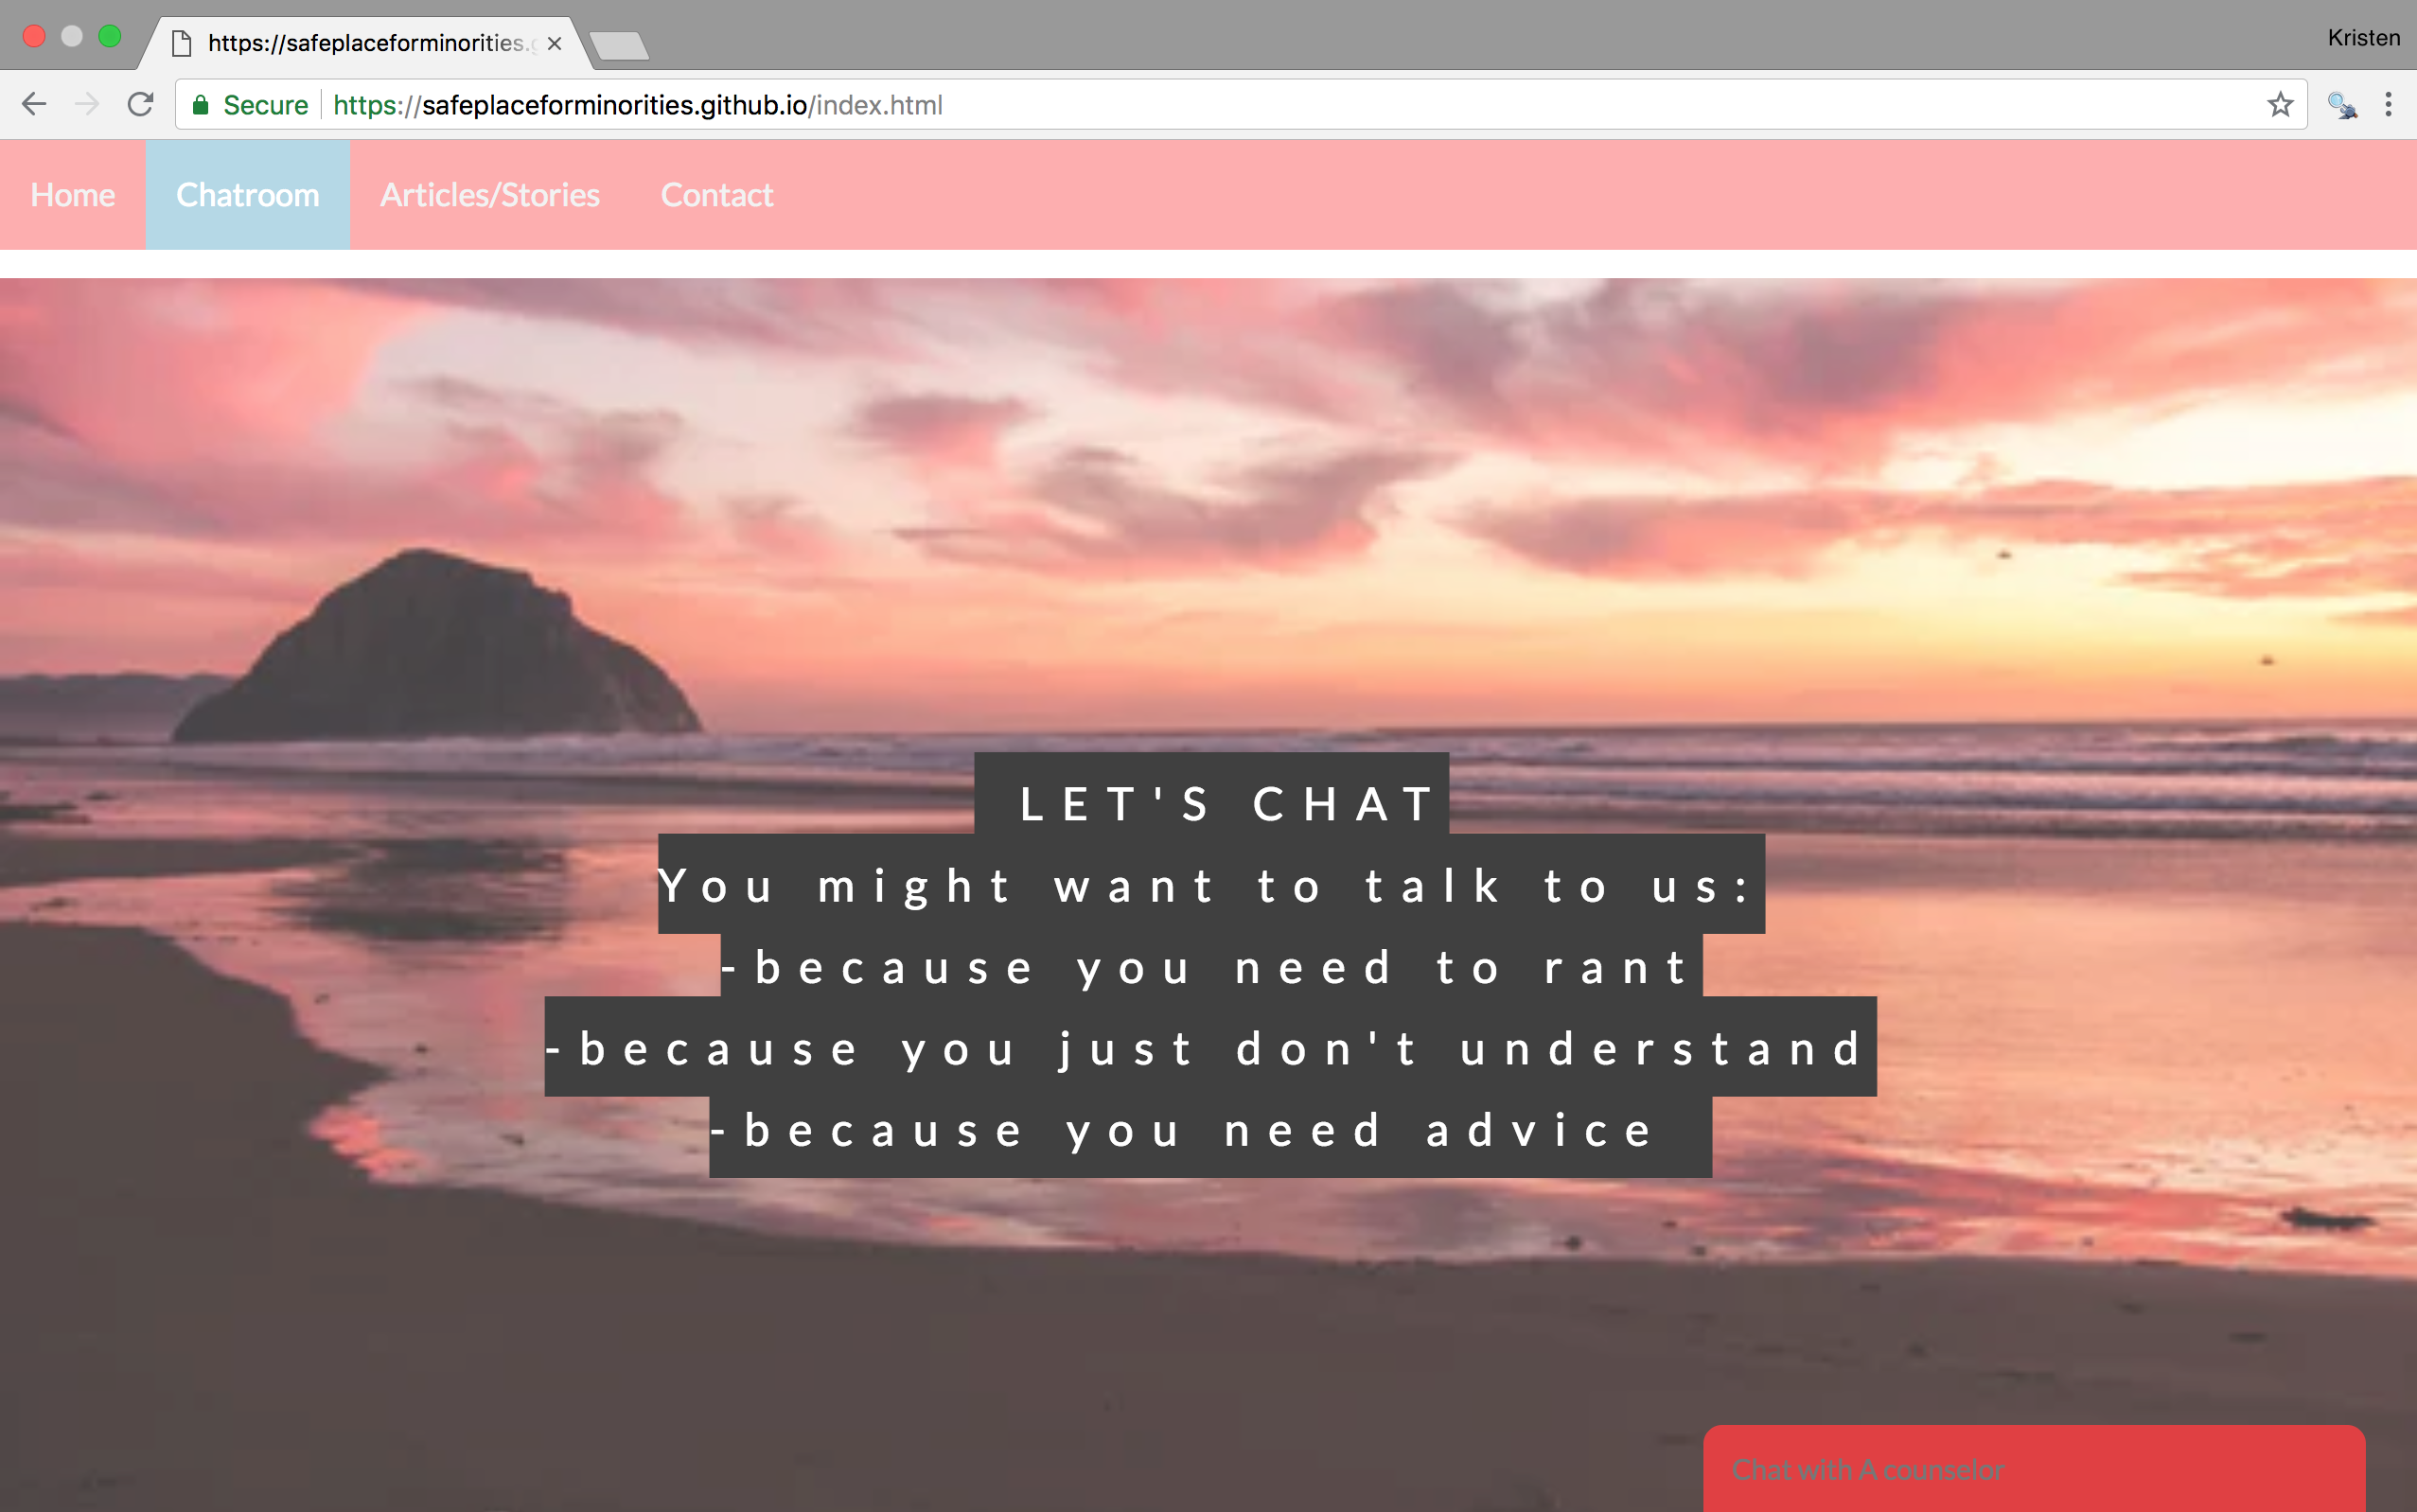 https://safeplaceforminorities.g
Kristen
Secure https://safeplaceforminorities.github.io/index.html
Home Chatroom Articles/Stories Contact
LET'S CHAT
You might want to talk to us:
-because you need to rant
-because you just don't understand
-because you need advice
Chat with A counselor